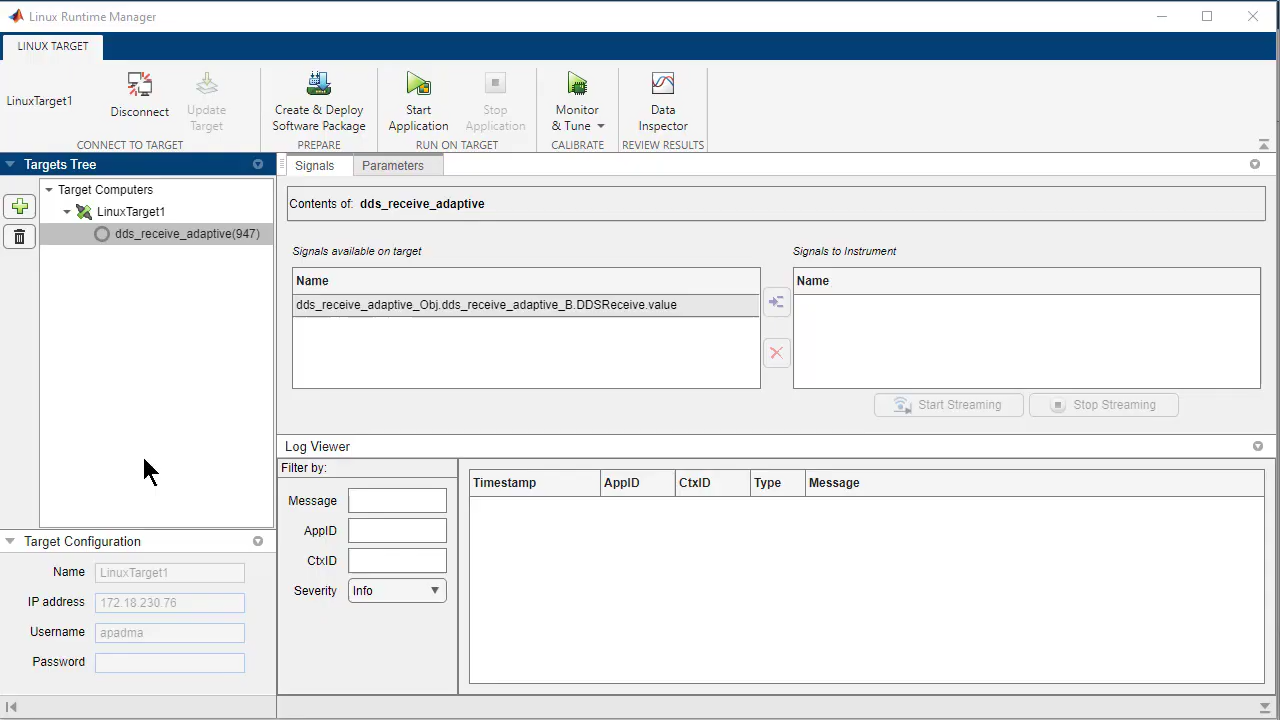 Linux Runtime Manager
LINUX TARGET
LinuxTarget1
Disconnect
Update
Target
Create & Deploy
Software Package
Start
Application
Stop
Application
Monitor
& Tune
Data
Inspector
CONNECT TO TARGET
PREPARE
RUN ON TARGET
CALIBRATE
REVIEW RESULTS
Targets Tree
Target Computers
LinuxTarget1
dds_receive_adaptive(947)
Signals
Parameters
Contents of: dds_receive_adaptive
Signals available on target
Name
dds_receive_adaptive_Obj.dds_receive_adaptive_B.DDSReceive.value
Signals to Instrument
Name
Start Streaming
Stop Streaming
Target Configuration
Name
LinuxTarget1
IP address
172.18.230.76
Username
apadma
Password
Log Viewer
Filter by:
Message
AppID
CtxID
Severity
Info
Timestamp
AppID
CtxID
Type
Message